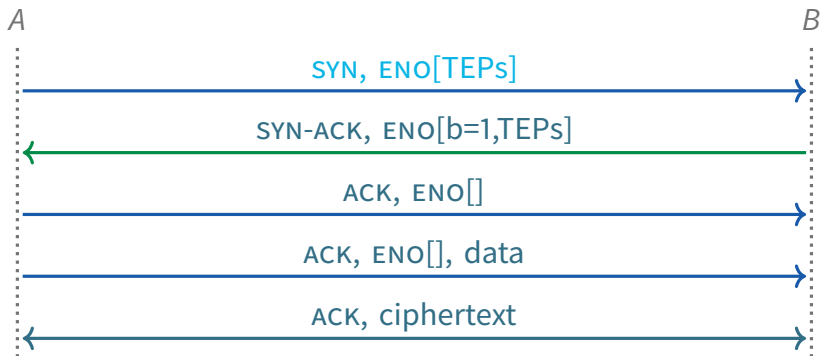 A B
SYN, ENO[TEPs]
SYN-ACK, ENO[b=1,TEPs]
ACK, ENO[]
ACK, ENO[], data
ACK, ciphertext